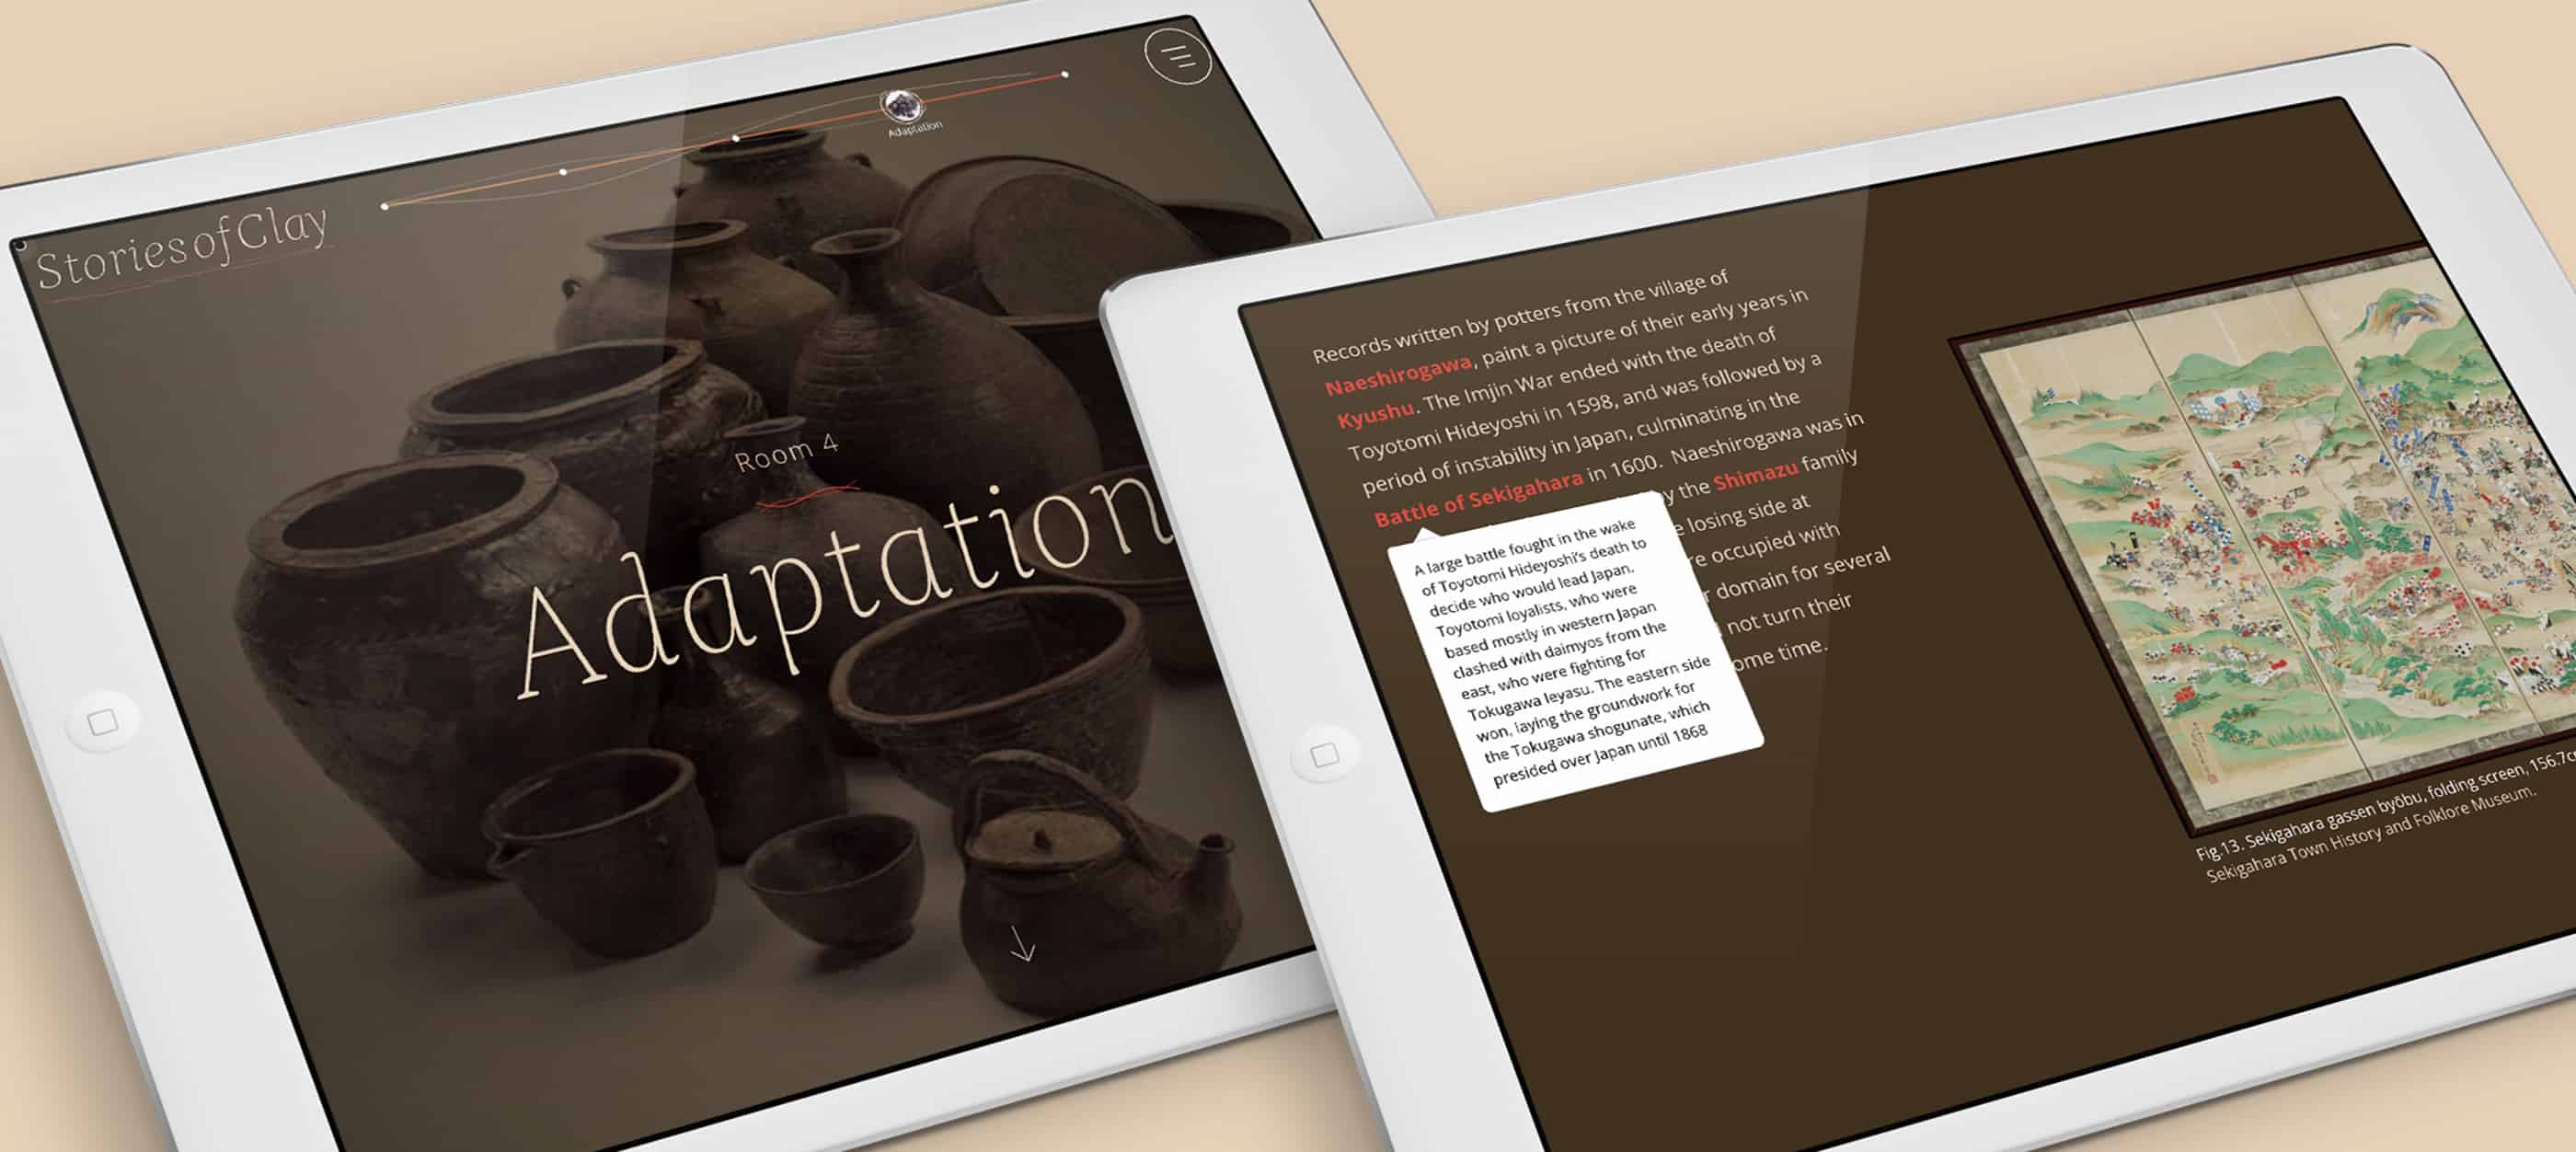 Stories of Clay
Adaptation
Room 4
Adaptation
Records written by potters from the village of
Naeshirogawa, paint a picture of their early years in
Kyushu. The Imjin War ended with the death of
Toyotomi Hideyoshi in 1598, and was followed by a
period of instability in Japan, culminating in the
Battle of Sekigahara in 1600. Naeshirogawa was in
y the Shimazu family
losing side at
re occupied with
domain for several
not turn their
ome time.
A large battle fought in the wake
of Toyotomi Hideyoshi's death to
decide who would lead Japan.
Toyotomi loyalists, who were
based mostly in western Japan
clashed with daimyos from the
east, who were fighting for
Tokugawa Ieyasu. The eastern side
won, laying the groundwork for
the Tokugawa shogunate, which
presided over Japan until 1868
Fig.13. Sekigahara gassen byōbu, folding screen, 156.7c
Sekigahara Town History and Folklore Museum.